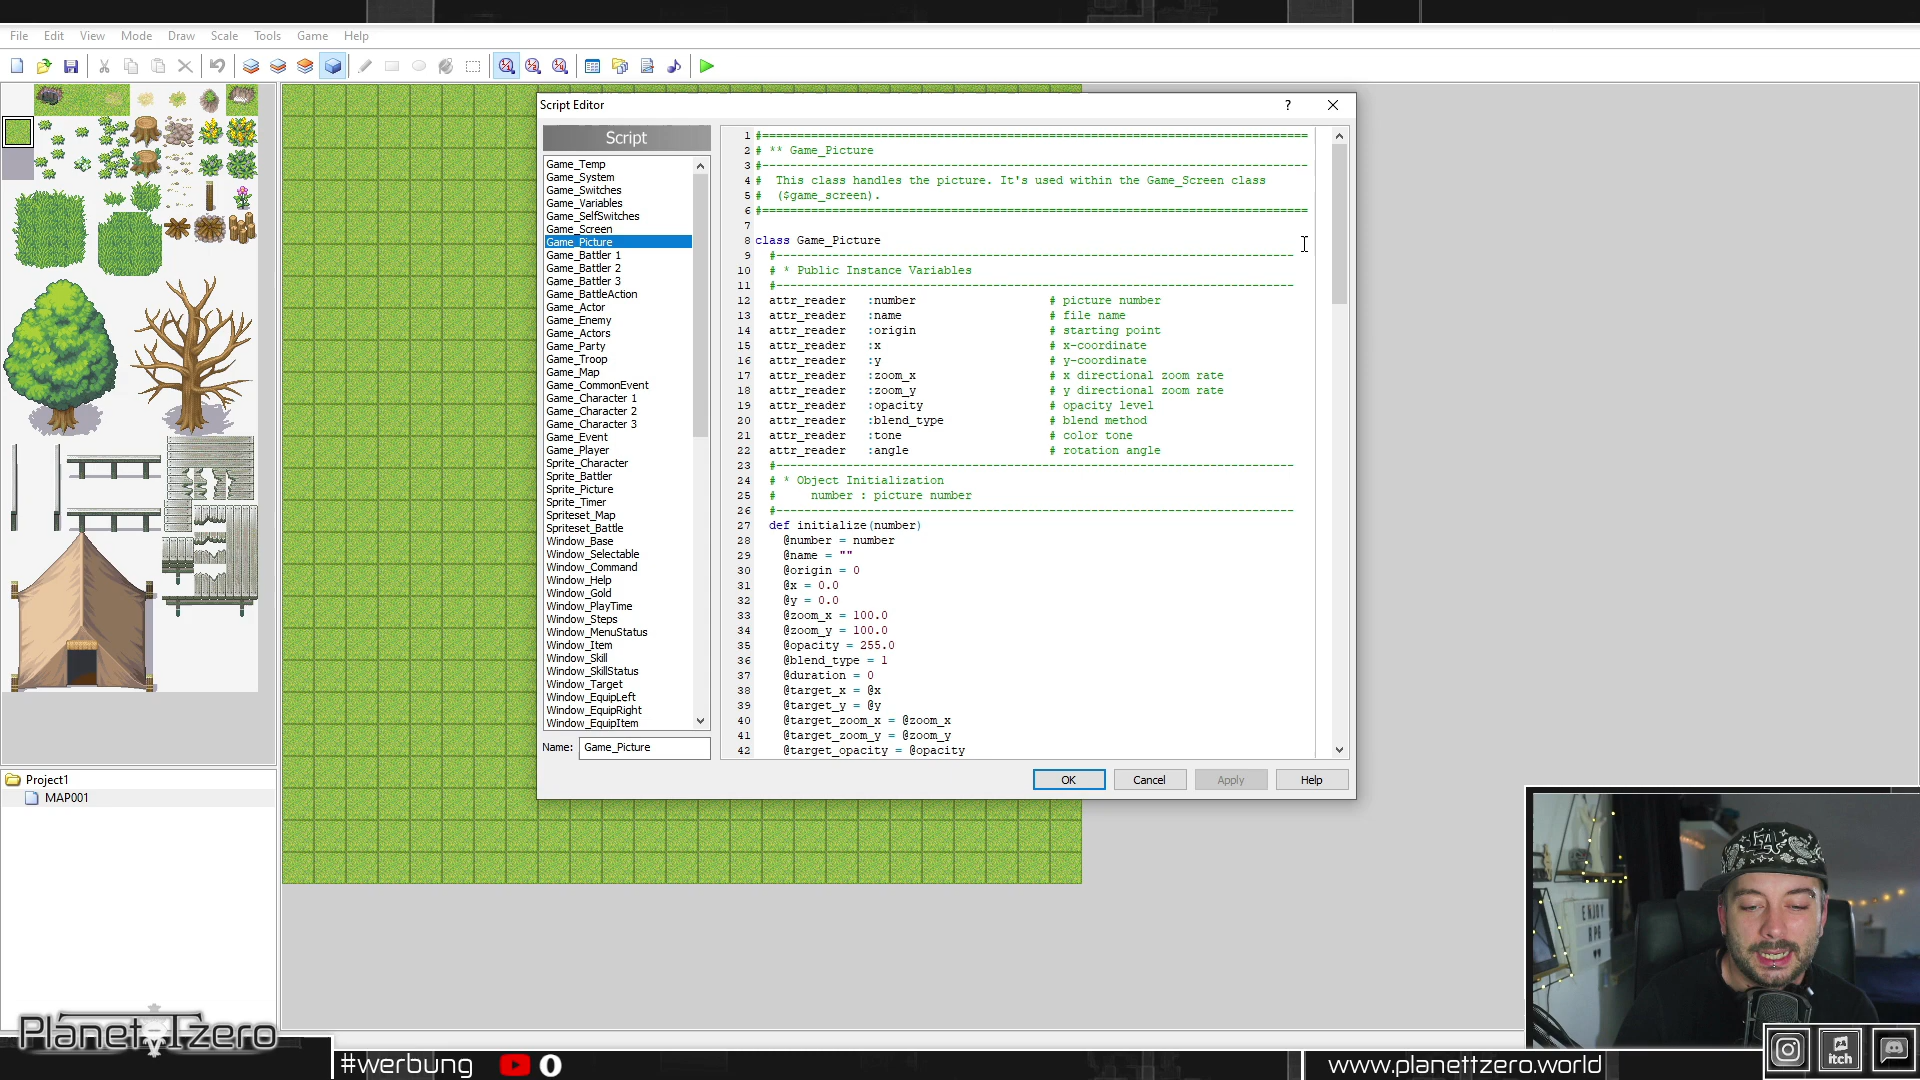 File Edit View Mode Draw Scale Tools Game Help
Script Editor
Script
Game_Temp
Game_System
Game_Switches
Game_Variables
Game_SelfSwitches
Game_Screen
Game_Picture
Game_Battler 1
Game_Battler 2
Game_Battler 3
Game_BattleAction
Game_Actor
Game_Enemy
Game_Actors
Game_Party
Game_Troop
Game_Map
Game_CommonEvent
Game_Character 1
Game_Character 2
Game_Character 3
Game_Event
Game_Player
Sprite_Character
Sprite_Battler
Sprite_Picture
Sprite_Timer
Spriteset_Map
Spriteset_Battle
Window_Base
Window_Selectable
Window_Command
Window_Help
Window_Gold
Window_PlayTime
Window_Steps
Window_MenuStatus
Window_Item
Window_Skill
Window_SkillStatus
Window_Target
Window_EquipLeft
Window_EquipRight
Window_EquipItem
Name: Game_Picture
1 #==============================================================================
2 # ** Game_Picture
3 #------------------------------------------------------------------------------
4 #  This class handles the picture. It's used within the Game_Screen class
5 #  ($game_screen).
6 #==============================================================================
7
8 class Game_Picture
9   #--------------------------------------------------------------------------
10   # * Public Instance Variables
11   #--------------------------------------------------------------------------
12   attr_reader   :number                   # picture number
13   attr_reader   :name                     # file name
14   attr_reader   :origin                   # starting point
15   attr_reader   :x                        # x-coordinate
16   attr_reader   :y                        # y-coordinate
17   attr_reader   :zoom_x                   # x directional zoom rate
18   attr_reader   :zoom_y                   # y directional zoom rate
19   attr_reader   :opacity                  # opacity level
20   attr_reader   :blend_type               # blend method
21   attr_reader   :tone                     # color tone
22   attr_reader   :angle                    # rotation angle
23   #--------------------------------------------------------------------------
24   # * Object Initialization
25   #     number : picture number
26   #--------------------------------------------------------------------------
27   def initialize(number)
28     @number = number
29     @name = ""
30     @origin = 0
31     @x = 0.0
32     @y = 0.0
33     @zoom_x = 100.0
34     @zoom_y = 100.0
35     @opacity = 255.0
36     @blend_type = 1
37     @duration = 0
38     @target_x = @x
39     @target_y = @y
40     @target_zoom_x = @zoom_x
41     @target_zoom_y = @zoom_y
42     @target_opacity = @opacity
OK Cancel Apply Help
Project1
MAP001
ENJOY
RPG
PlanetTzero
#werbung 0
www.planettzero.world
itch